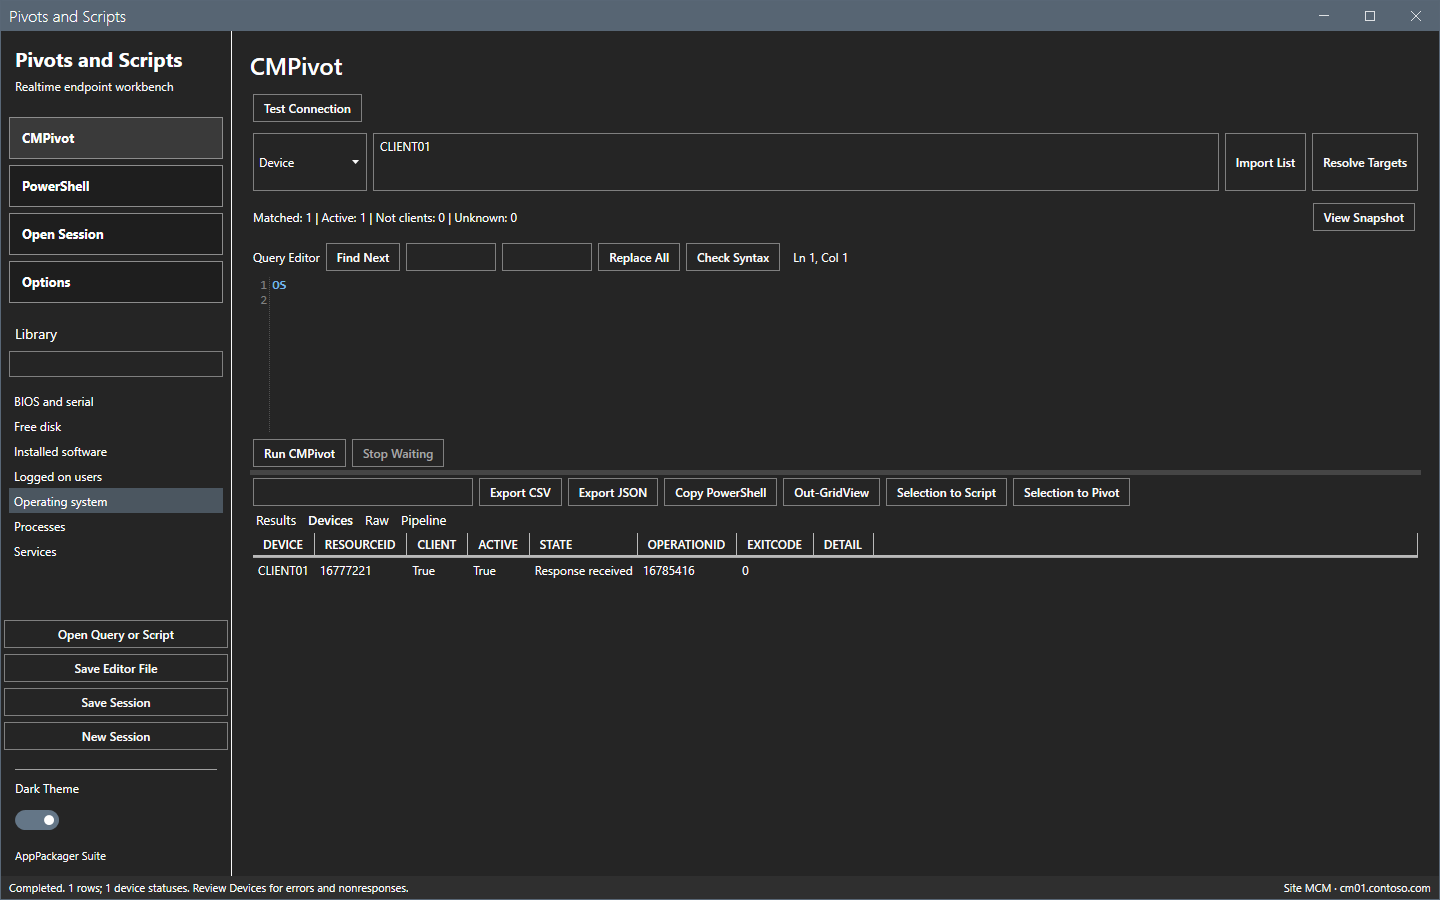 Pivots and Scripts
Pivots and Scripts
Realtime endpoint workbench
CMPivot
PowerShell
Open Session
Options
Library
BIOS and serial
Free disk
Installed software
Logged on users
Operating system
Processes
Services
Open Query or Script
Save Editor File
Save Session
New Session
Dark Theme
AppPackager Suite
CMPivot
Test Connection
Device
CLIENT01
Import List
Resolve Targets
Matched: 1 | Active: 1 | Not clients: 0 | Unknown: 0
View Snapshot
Query Editor
Find Next
Replace All
Check Syntax
Ln 1, Col 1
1 OS
2
Run CMPivot
Stop Waiting
Export CSV
Export JSON
Copy PowerShell
Out-GridView
Selection to Script
Selection to Pivot
Results Devices Raw Pipeline
DEVICE RESOURCEID CLIENT ACTIVE STATE OPERATIONID EXITCODE DETAIL
CLIENT01 16777221 True True Response received 16785416 0
Completed. 1 rows; 1 device statuses. Review Devices for errors and nonresponses.
Site MCM · cm01.contoso.com